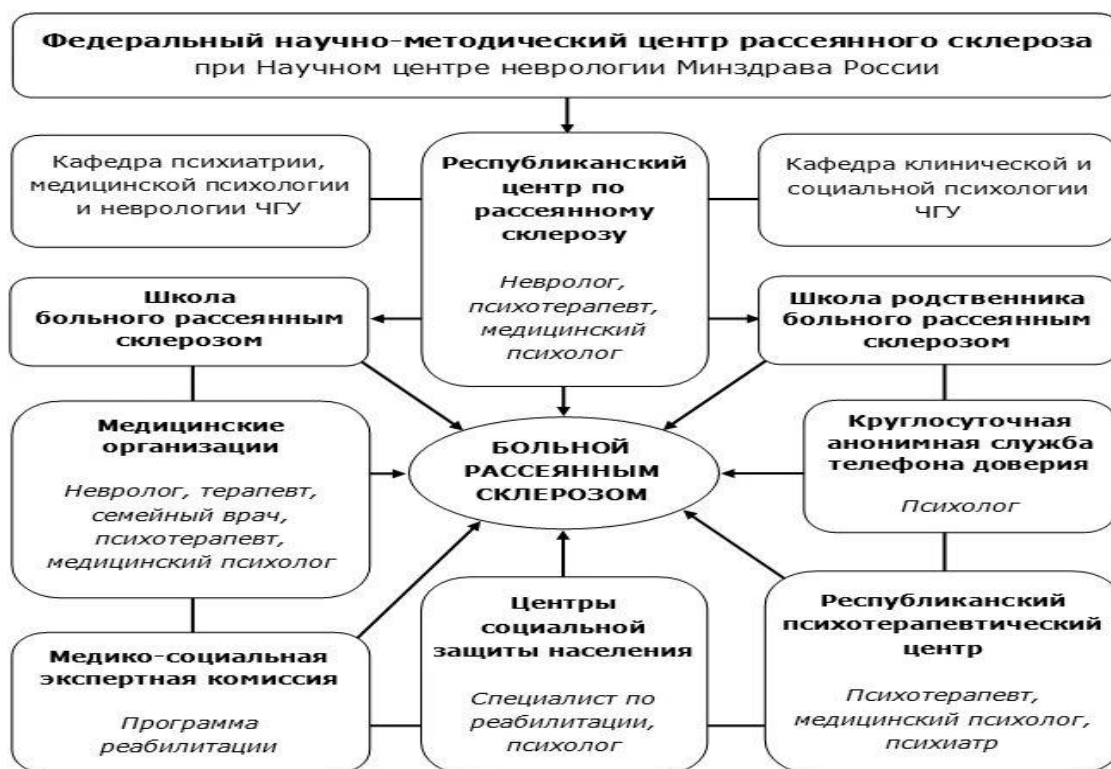 Федеральный научно-методический центр рассеянного склероза
при Научном центре неврологии Минздрава России
Кафедра психиатрии,
медицинской психологии
и неврологии ЧГУ
Республиканский
центр по
рассеянному
склерозу
Невролог,
психотерапевт,
медицинский
психолог
Кафедра клинической и
социальной психологии
ЧГУ
Школа
больного рассеянным
склерозом
Школа родственника
больного рассеянным
склерозом
Медицинские
организации
Невролог, терапевт,
семейный врач,
психотерапевт,
медицинский психолог
БОЛЬНОЙ
РАССЕЯННЫМ
СКЛЕРОЗОМ
Круглосуточная
анонимная служба
телефона доверия
Психолог
Медико-социальная
экспертная комиссия
Программа
реабилитации
Центры
социальной
защиты населения
Специалист по
реабилитации,
психолог
Республиканский
психотерапевтический
центр
Психотерапевт,
медицинский психолог,
психиатр